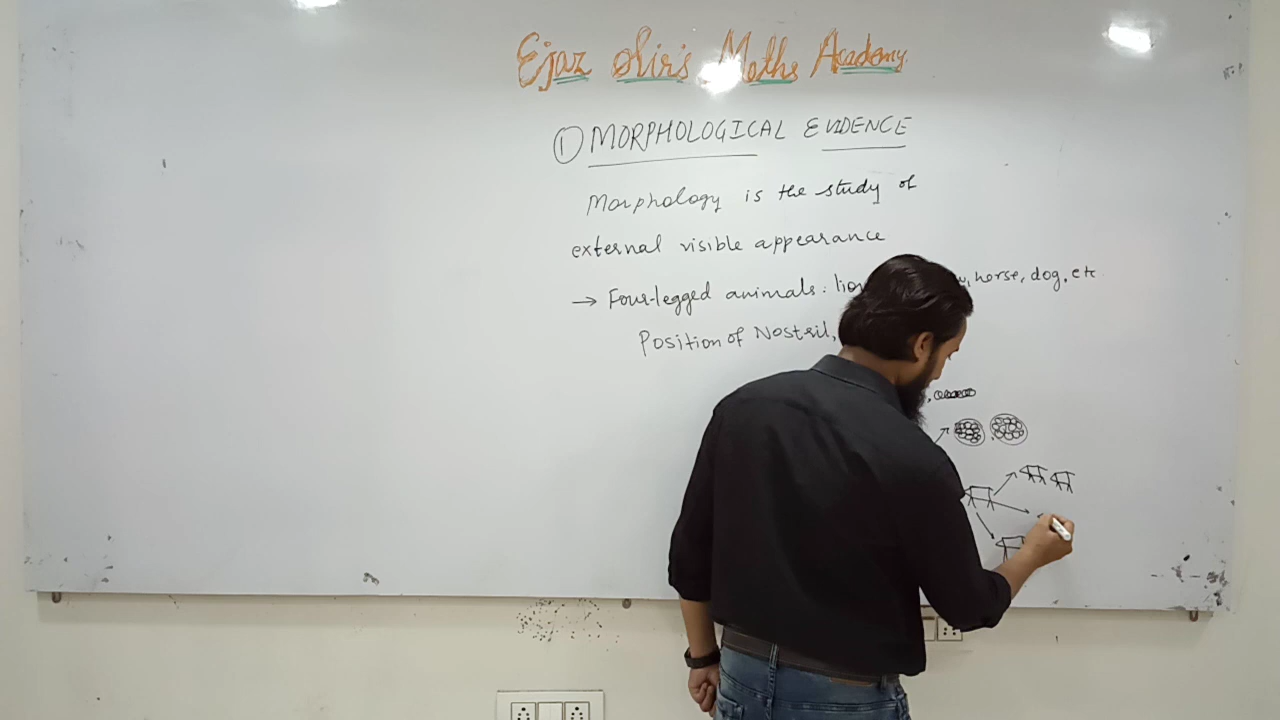 Ejaz Sir's Maths Academy.
① MORPHOLOGICAL EVIDENCE
Morphology is the study of
external visible appearance
→ Four-legged animals: horse, dog, etc
Position of Nostril,